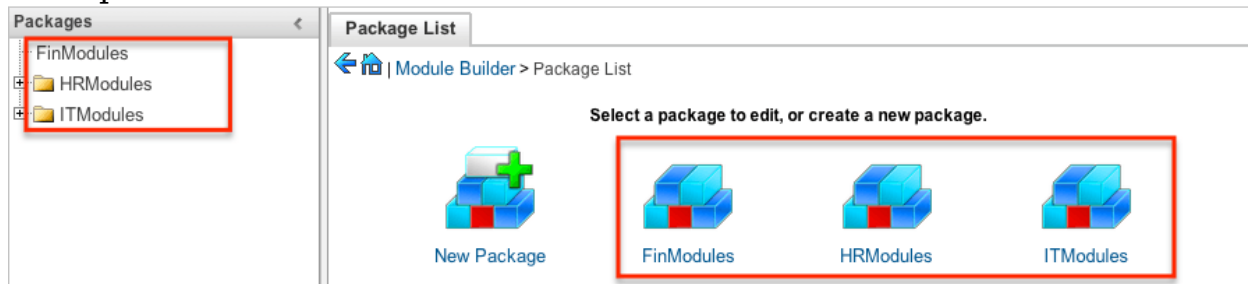 Packages
FinModules
HRModules
ITModules
Package List
| Module Builder > Package List
Select a package to edit, or create a new package.
New Package FinModules HRModules ITModules